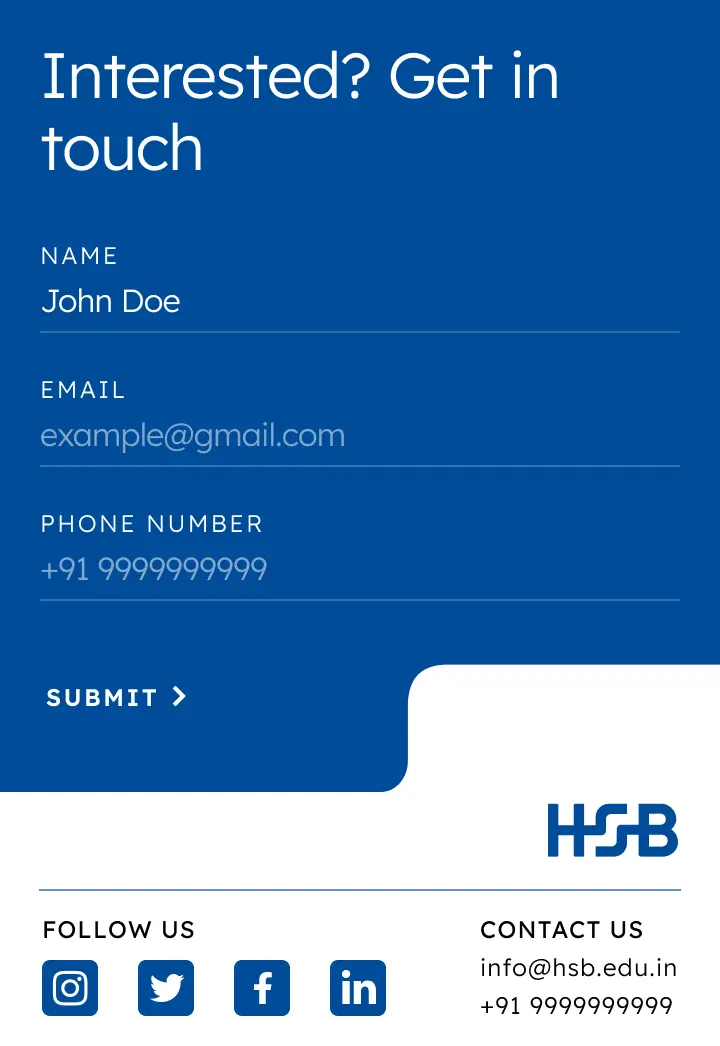 Interested? Get in
touch
NAME
John Doe
EMAIL
example@gmail.com
PHONE NUMBER
+91 9999999999
SUBMIT
HSB
FOLLOW US
CONTACT US
info@hsb.edu.in
+91 9999999999